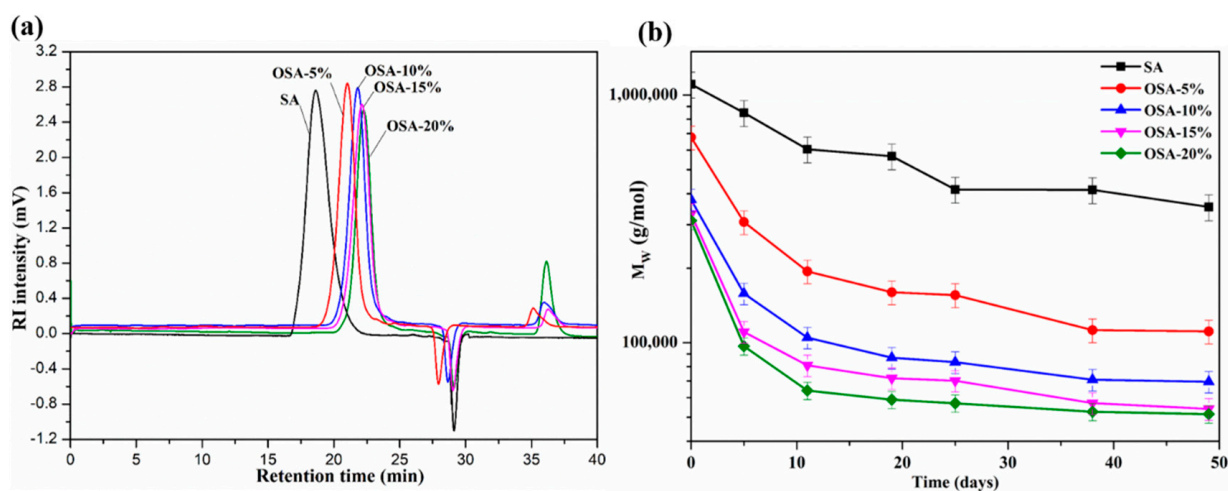 (a)
3.2
2.8
2.4
2.0
1.6
1.2
0.8
0.4
0.0
-0.4
-0.8
-1.2
RI intensity (mV)
0
5
10
15
20
25
30
35
40
Retention time (min)
SA
OSA-5%
OSA-10%
OSA-15%
OSA-20%
(b)
1,000,000
100,000
M_W (g/mol)
0
10
20
30
40
50
Time (days)
SA
OSA-5%
OSA-10%
OSA-15%
OSA-20%